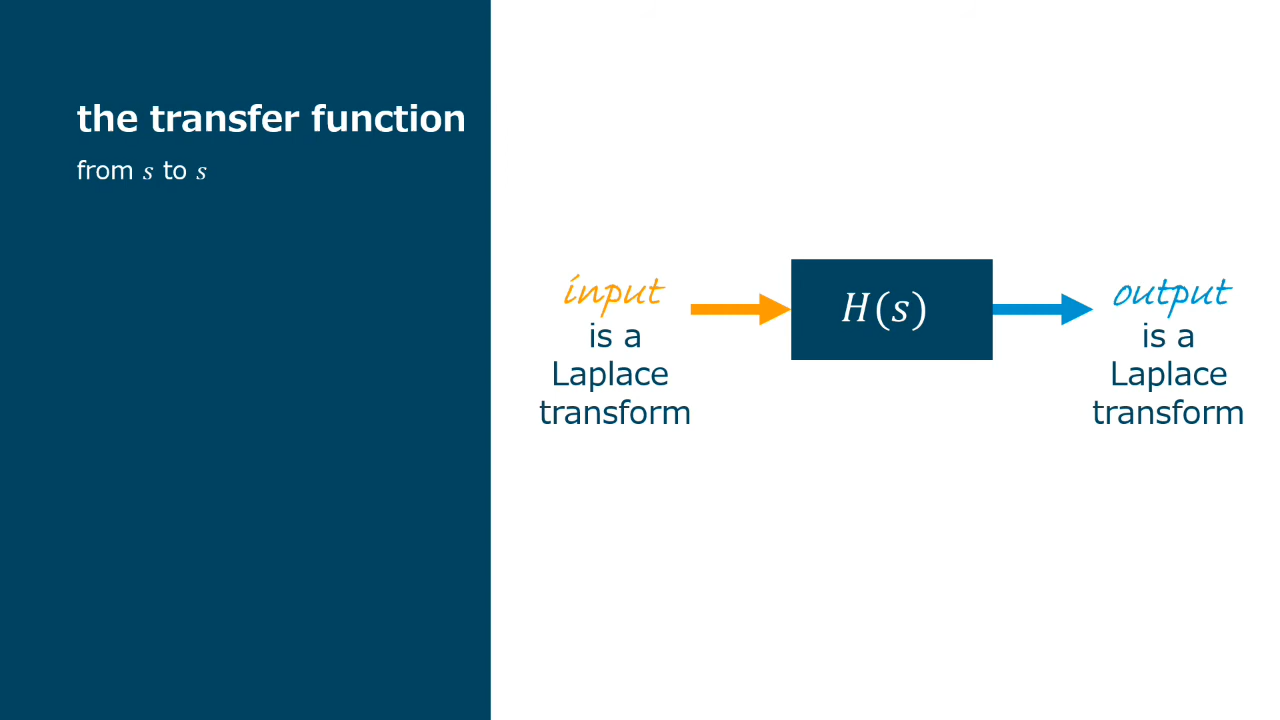 the transfer function
from s to s
input
is a
Laplace
transform
H(s)
output
is a
Laplace
transform